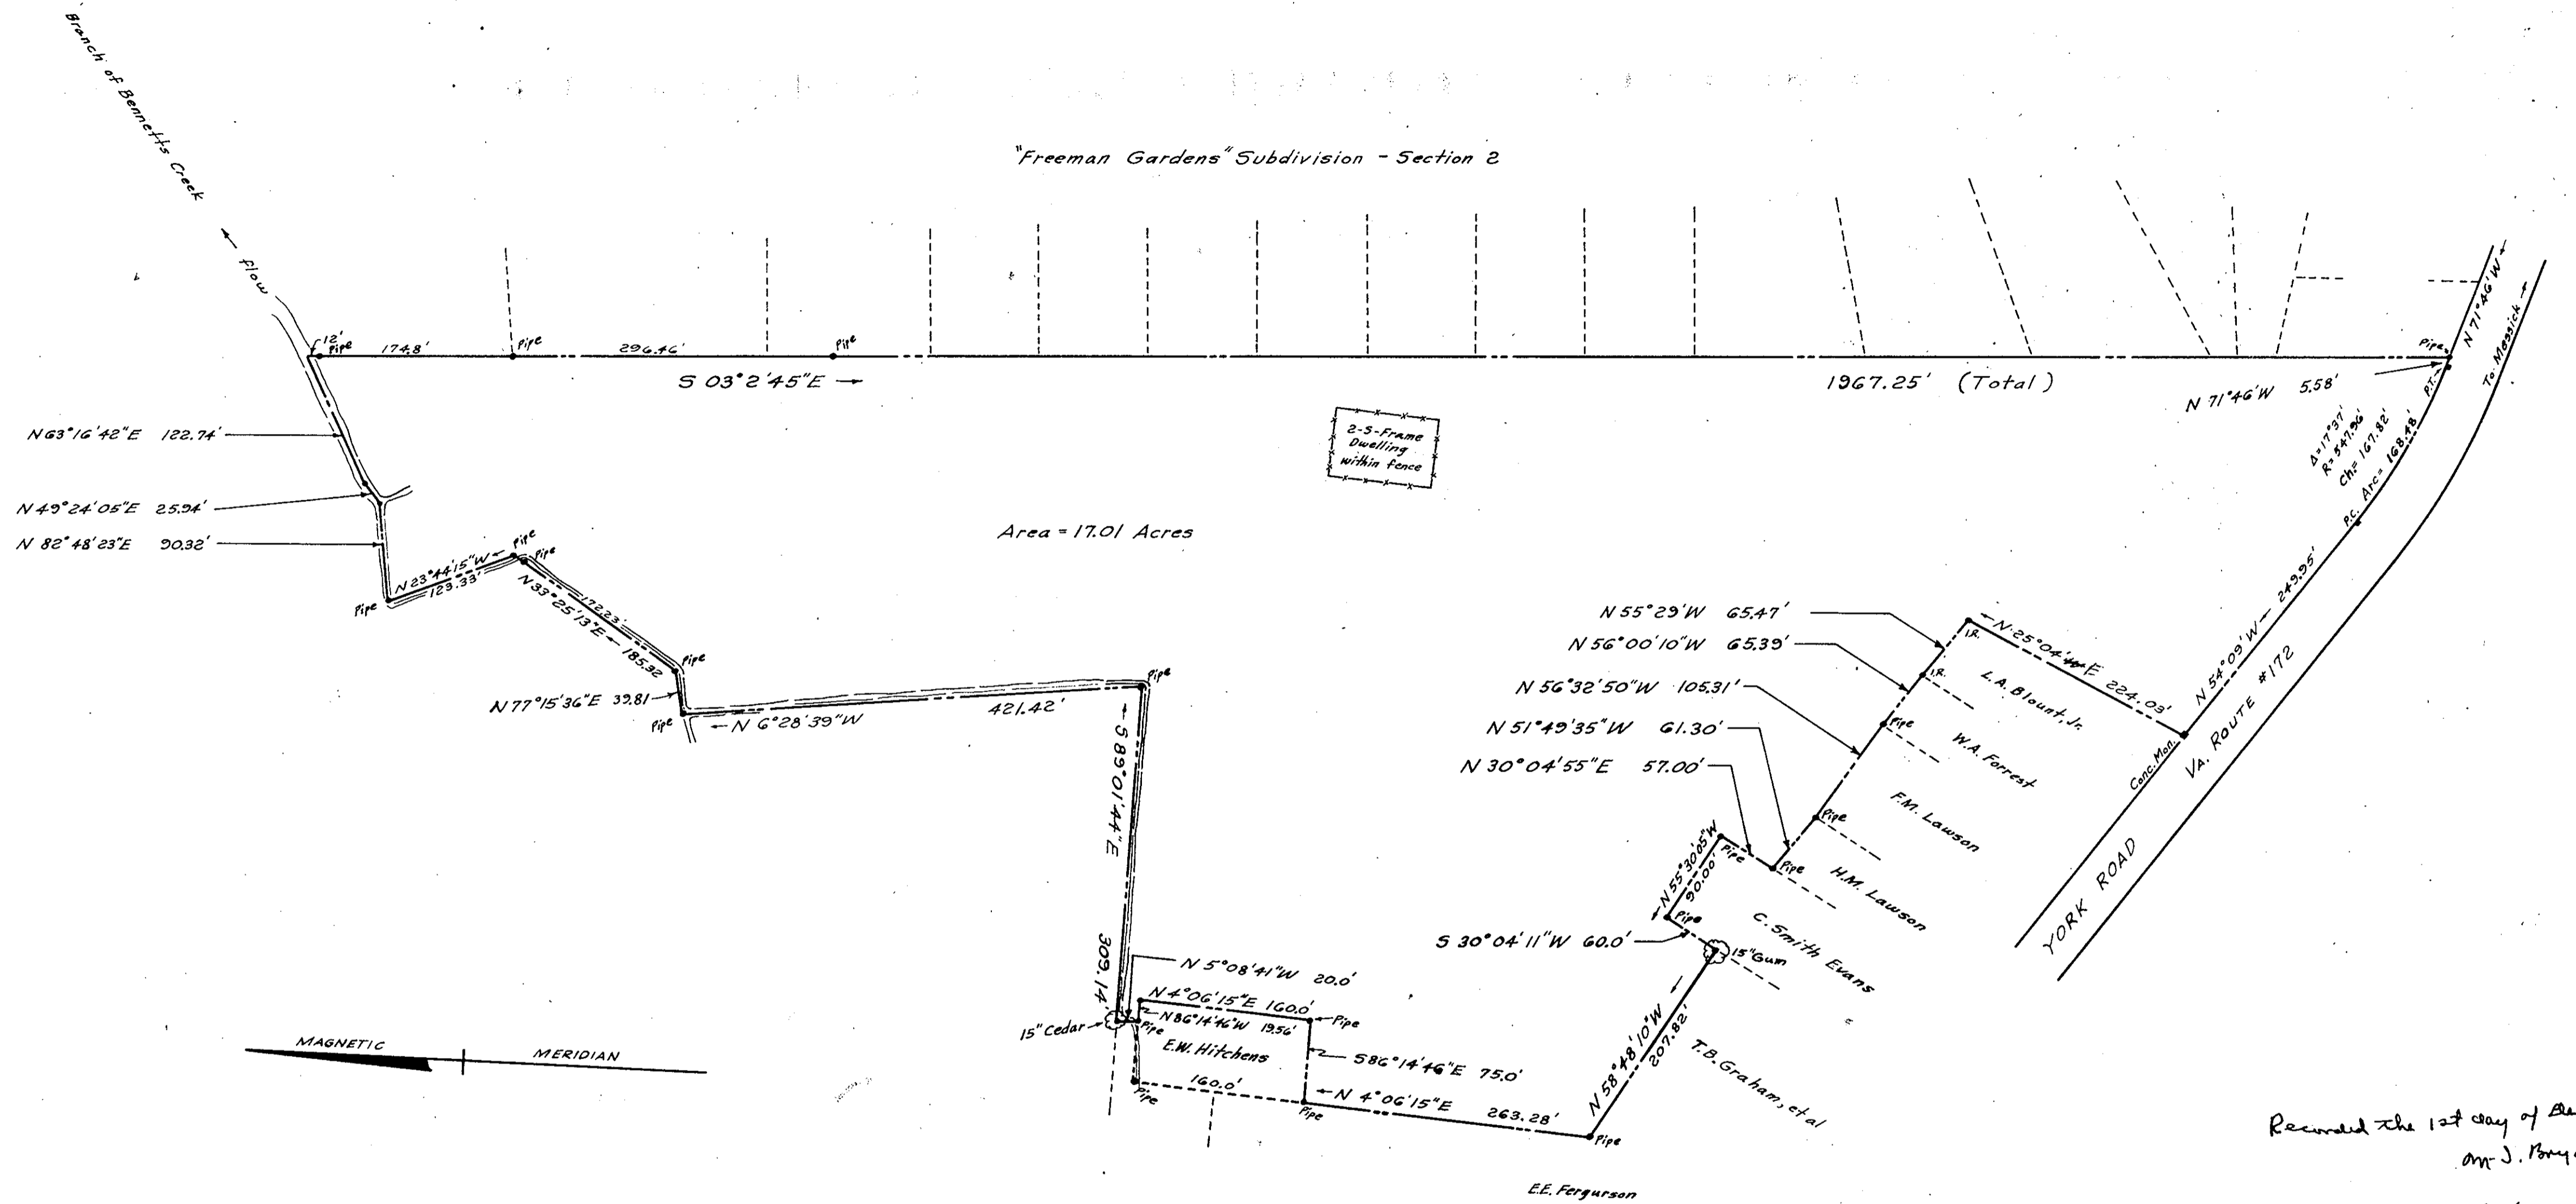 Branch of Bennetts Creek
flow
"Freeman Gardens" Subdivision - Section 2
12'
Pipe
174.8'
Pipe
296.46'
Pipe
S 03°2'45"E →
1967.25' (Total)
Pipe
N 71°46'W
To Messick →
N 71°46'W 5.58'
P.T.
Δ=17°37'
R=547.96'
Ch.=167.82'
Arc=168.48'
P.C.
N 54°09'W ← 249.95'
2-S-Frame
Dwelling
within fence
Area = 17.01 Acres
N 63°16'42"E 122.74'
N 49°24'05"E 25.94'
N 82°48'23"E 90.32'
N 23°44'15"W ←
123.33'
Pipe
Pipe
Pipe
172.23'
N 33°25'13"E ← 185.32
Pipe
N 77°15'36"E 39.81
Pipe
← N 6°28'39"W
421.42'
Pipe
← S 89°01'44"E
309.14'
N 55°29'W 65.47'
N 56°00'10"W 65.39'
N 56°32'50"W 105.31'
N 51°49'35"W 61.30'
N 30°04'55"E 57.00'
I.R.
← N 25°04' E 224.03'
I.R.
L.A. Blount, Jr.
Pipe
W.A. Forrest
F.M. Lawson
Pipe
H.M. Lawson
Pipe
Pipe
N 55°30'05"W
90.00'
Pipe
C. Smith Evans
S 30°04'11"W 60.0'
15" Gum
Conc. Mon.
YORK ROAD
VA. ROUTE #172
N 5°08'41"W 20.0'
N 4°06'15"E 160.0'
N 86°14'46"W 19.56'
Pipe
15" Cedar
Pipe
E.W. Hitchens
S 86°14'46"E 75.0'
160.0'
Pipe
Pipe
← N 4°06'15"E 263.28'
Pipe
N 58°48'10"W
207.82'
T.B. Graham, et al
MAGNETIC
MERIDIAN
E.E. Fergurson
Recorded the 1st day of